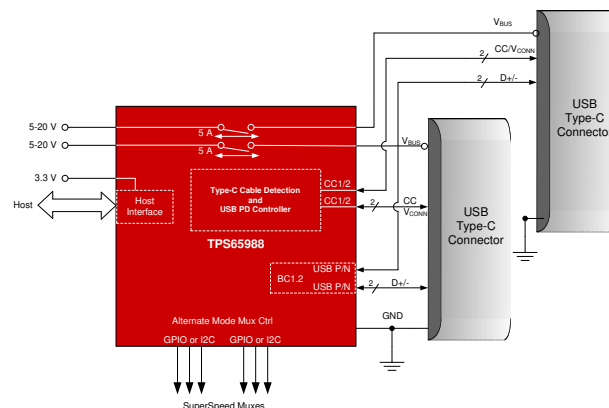 VBUS
CC/VCONN
2
D+/-
2
USB
Type-C
Connector
5-20 V
5 A
5-20 V
5 A
VBUS
3.3 V
Type-C Cable Detection
and
USB PD Controller
CC1/2
CC1/2
2
CC
VCONN
Host
Host
Interface
TPS65988
USB
Type-C
Connector
BC1.2
USB P/N
USB P/N
2
D+/-
GND
Alternate Mode Mux Ctrl
GPIO or I2C
GPIO or I2C
SuperSpeed Muxes